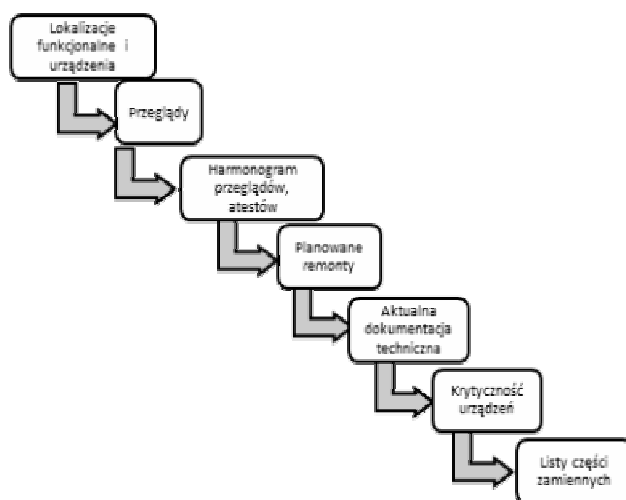 Lokalizacje
funkcjonalne i
urządzenia
Przeglądy
Harmonogram
przeglądów,
atestów
Planowane
remonty
Aktualna
dokumentacja
techniczna
Krytyczność
urządzeń
Listy części
zamiennych